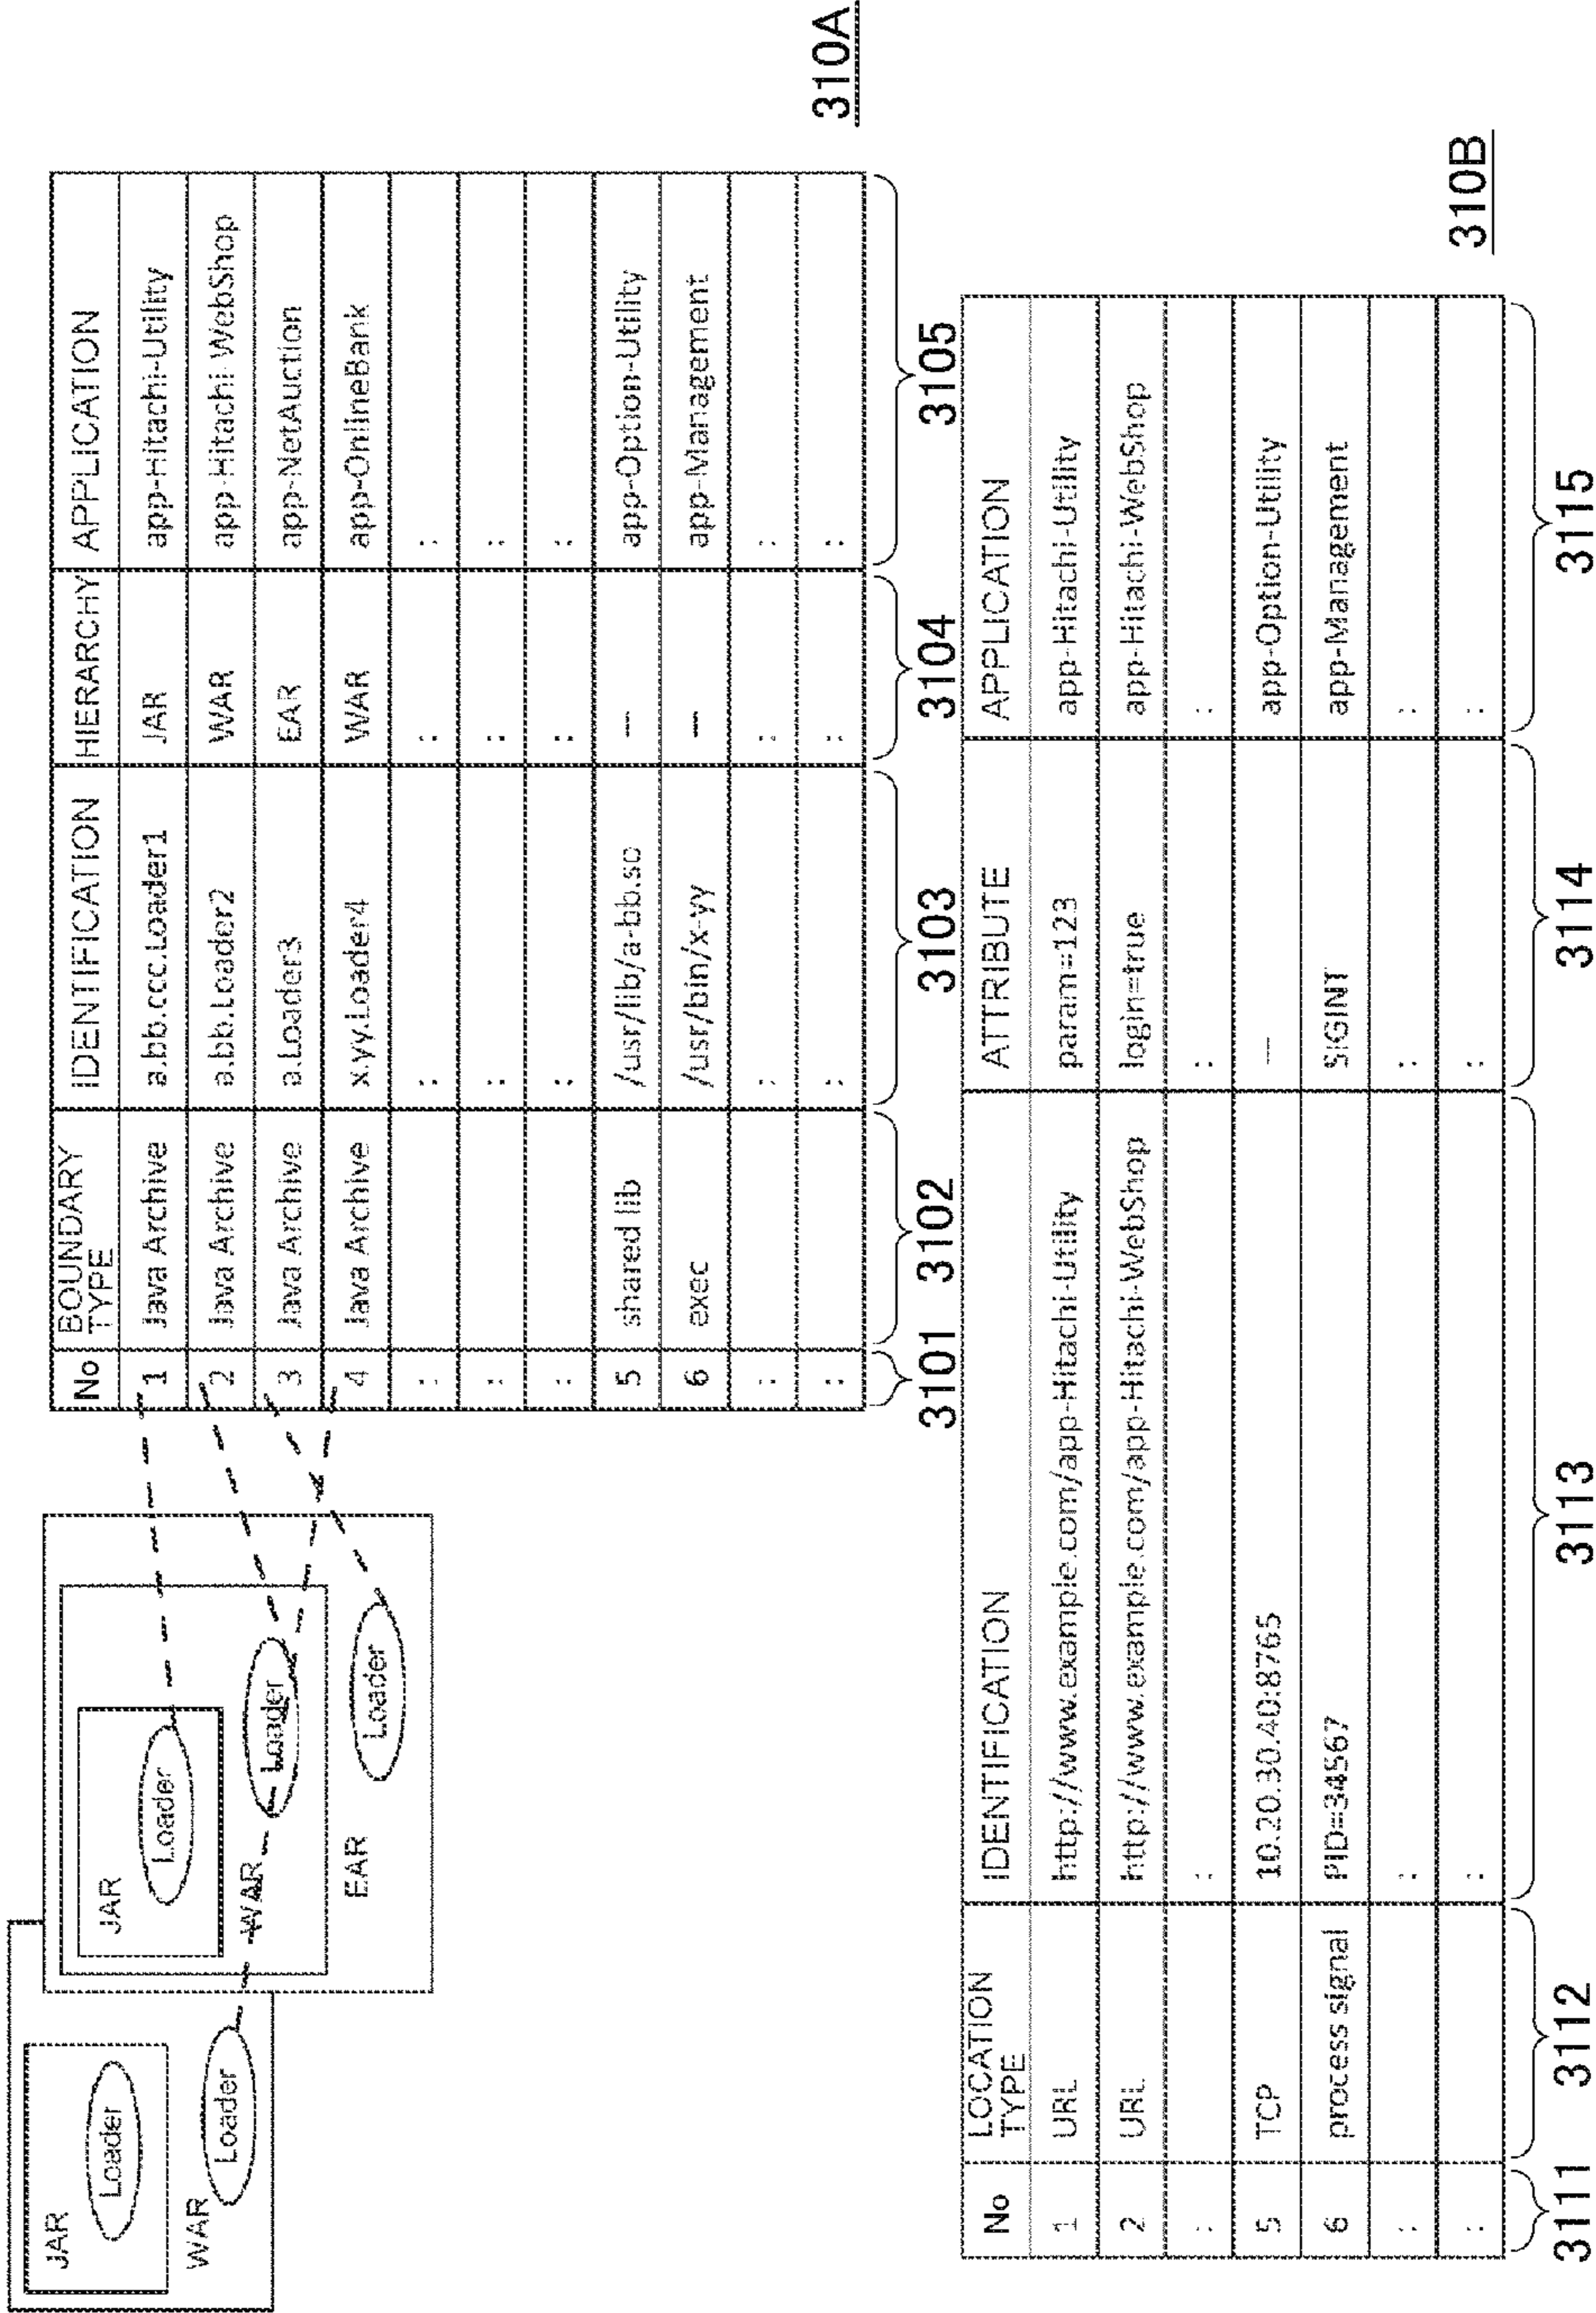 JAR
Loader
WAR
Loader
JAR
Loader
WAR
Loader
EAR
Loader
No BOUNDARY TYPE IDENTIFICATION HIERARCHY APPLICATION
1 Java Archive a.bb.ccc.Loader1 JAR app-Hitachi-Utility
2 Java Archive a.bb.Loader2 WAR app-Hitachi-WebShop
3 Java Archive a.Loader3 EAR app-NetAuction
4 Java Archive x.yy.Loader4 WAR app-OnlineBank
: : : :
: : : :
: : : :
5 shared lib /usr/lib/a-bb.so — app-Option-Utility
6 exec /usr/bin/x-yy — app-Management
: : : :
: : : :
3101 3102 3103 3104 3105
310A
No LOCATION TYPE IDENTIFICATION ATTRIBUTE APPLICATION
1 URL http://www.example.com/app-Hitachi-Utility param=123 app-Hitachi-Utility
2 URL http://www.example.com/app-Hitachi-WebShop login=true app-Hitachi-WebShop
: : : :
5 TCP 10.20.30.40:8765 — app-Option-Utility
6 process signal PID=34567 SIGINT app-Management
: : : :
: : : :
3111 3112 3113 3114 3115
310B